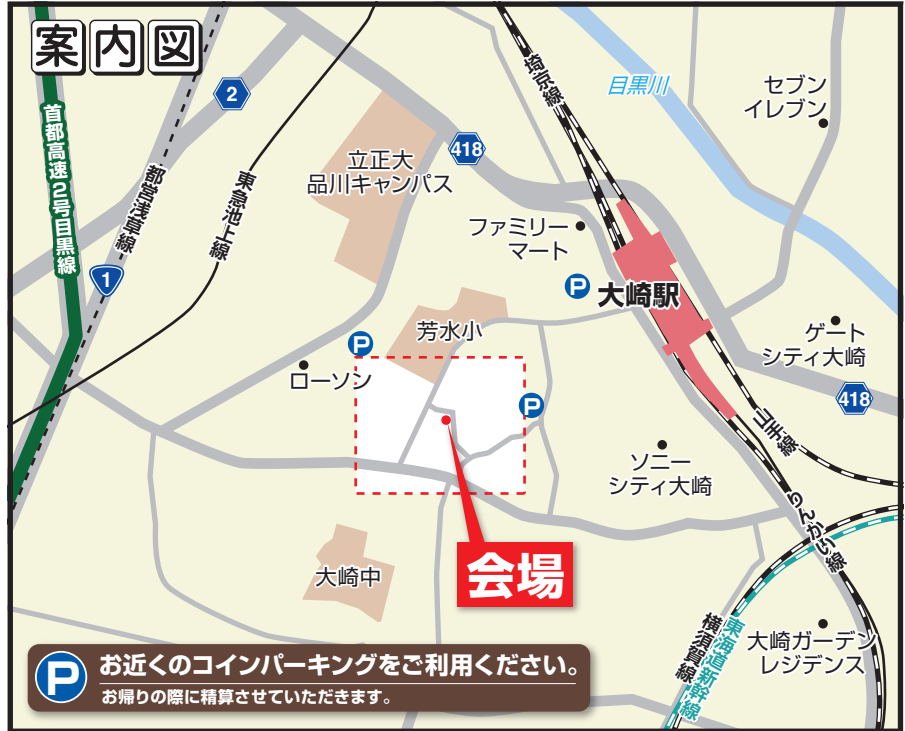 案内図
埼京線
目黒川
セブン
イレブン
2
首都高速2号目黒線
都営浅草線
東急池上線
立正大
品川キャンパス
418
ファミリー
マート
1
P
大崎駅
芳水小
P
ローソン
ゲート
シティ大崎
418
P
山手線
ソニー
シティ大崎
りんかい線
会場
大崎中
横須賀線
東海道新幹線
大崎ガーデン
レジデンス
P
お近くのコインパーキングをご利用ください。
お帰りの際に精算させていただきます。